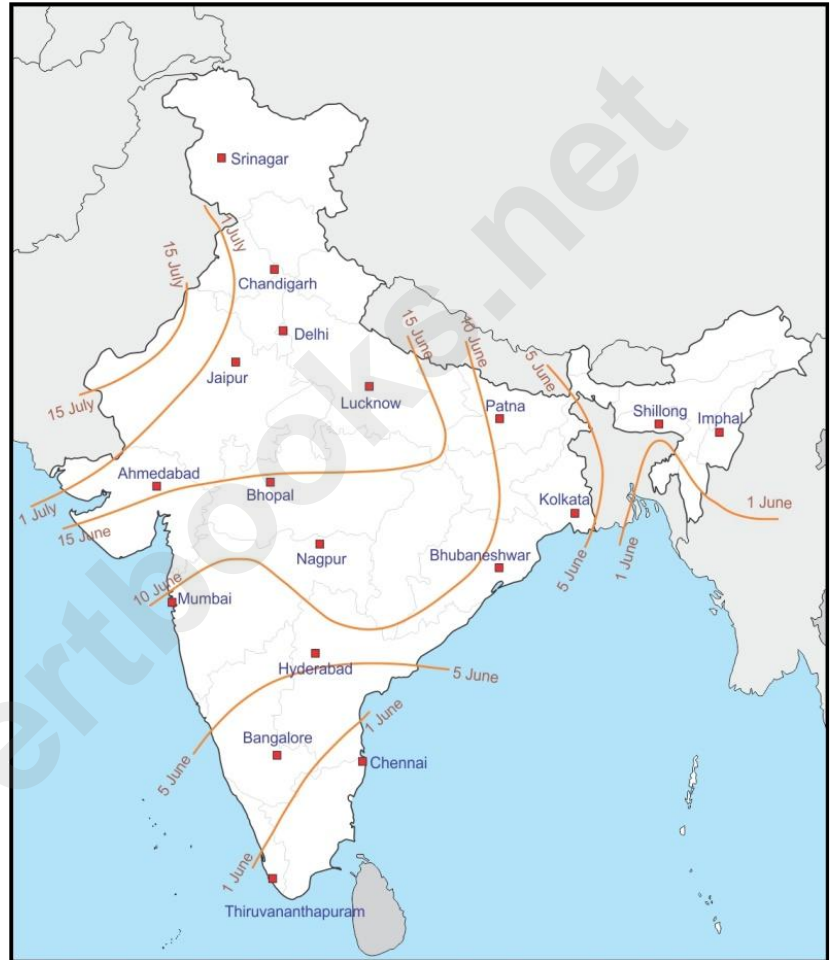 Srinagar
1 July
15 July
Chandigarh
Delhi
15 June
10 June
Jaipur
5 June
15 July
Lucknow
Patna
Shillong
Imphal
Ahmedabad
Bhopal
Kolkata
1 July
1 June
15 June
Nagpur
Bhubaneshwar
5 June
1 June
10 June
Mumbai
Hyderabad
5 June
1 June
Bangalore
Chennai
5 June
1 June
Thiruvananthapuram
ertbooks.net